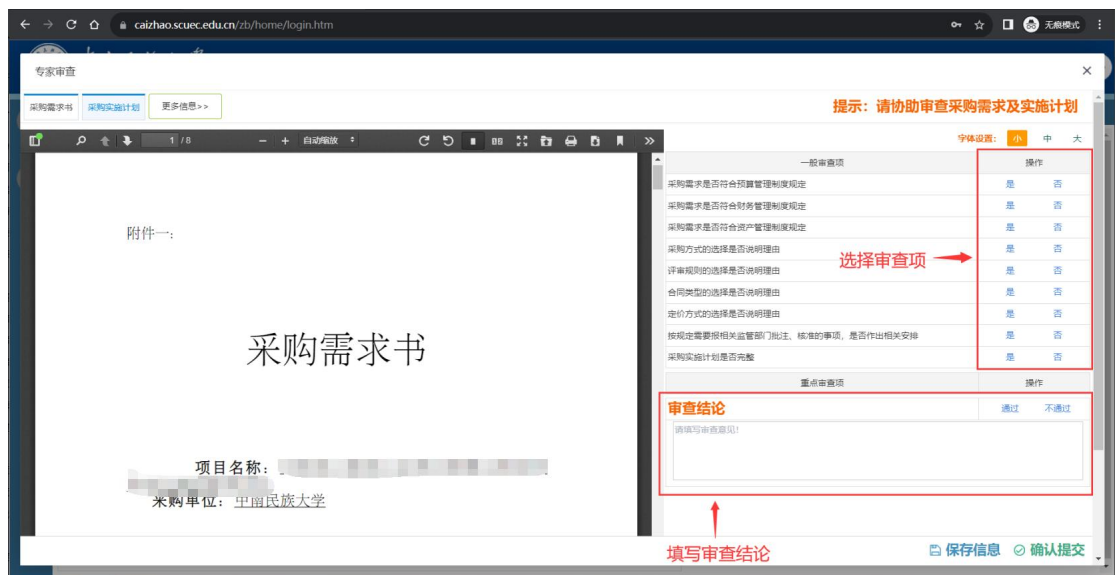 caizhao.scuec.edu.cn/zb/home/login.htm
无痕模式
专家审查
采购需求书 采购实施计划 更多信息>>
提示：请协助审查采购需求及实施计划
1 / 8 自动缩放
字体设置： 小 中 大
一般审查项 操作
采购需求是否符合预算管理制度规定 是 否
采购需求是否符合财务管理制度规定 是 否
采购需求是否符合资产管理制度规定 是 否
采购方式的选择是否说明理由 是 否
选择审查项
评审规则的选择是否说明理由 是 否
合同类型的选择是否说明理由 是 否
定价方式的选择是否说明理由 是 否
按规定需要报相关监管部门批注、核准的事项，是否作出相关安排 是 否
采购实施计划是否完整 是 否
重点审查项 操作
审查结论 通过 不通过
请填写审查意见!
附件一：
采购需求书
项目名称：
采购单位：中南民族大学
填写审查结论
保存信息 确认提交